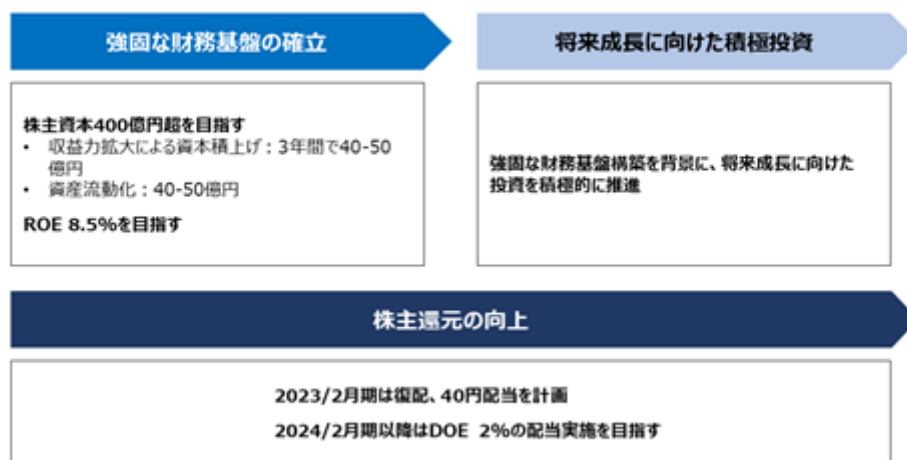 強固な財務基盤の確立
将来成長に向けた積極投資
株主資本400億円超を目指す
• 収益力拡大による資本積上げ：3年間で40-50
億円
• 資産流動化：40-50億円
ROE 8.5%を目指す
強固な財務基盤構築を背景に、将来成長に向けた
投資を積極的に推進
株主還元の向上
2023/2月期は復配、40円配当を計画
2024/2月期以降はDOE 2%の配当実施を目指す